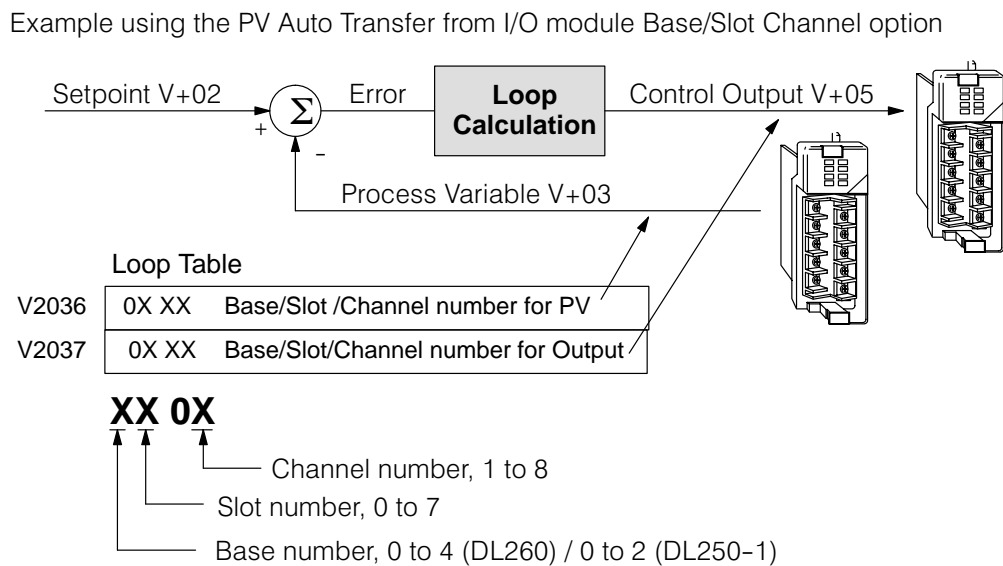 Example using the PV Auto Transfer from I/O module Base/Slot Channel option
Setpoint V+02
+
Σ
–
Error
Loop
Calculation
Control Output V+05
Process Variable V+03
Loop Table
V2036 0X XX Base/Slot /Channel number for PV
V2037 0X XX Base/Slot/Channel number for Output
XX 0X
Channel number, 1 to 8
Slot number, 0 to 7
Base number, 0 to 4 (DL260) / 0 to 2 (DL250–1)